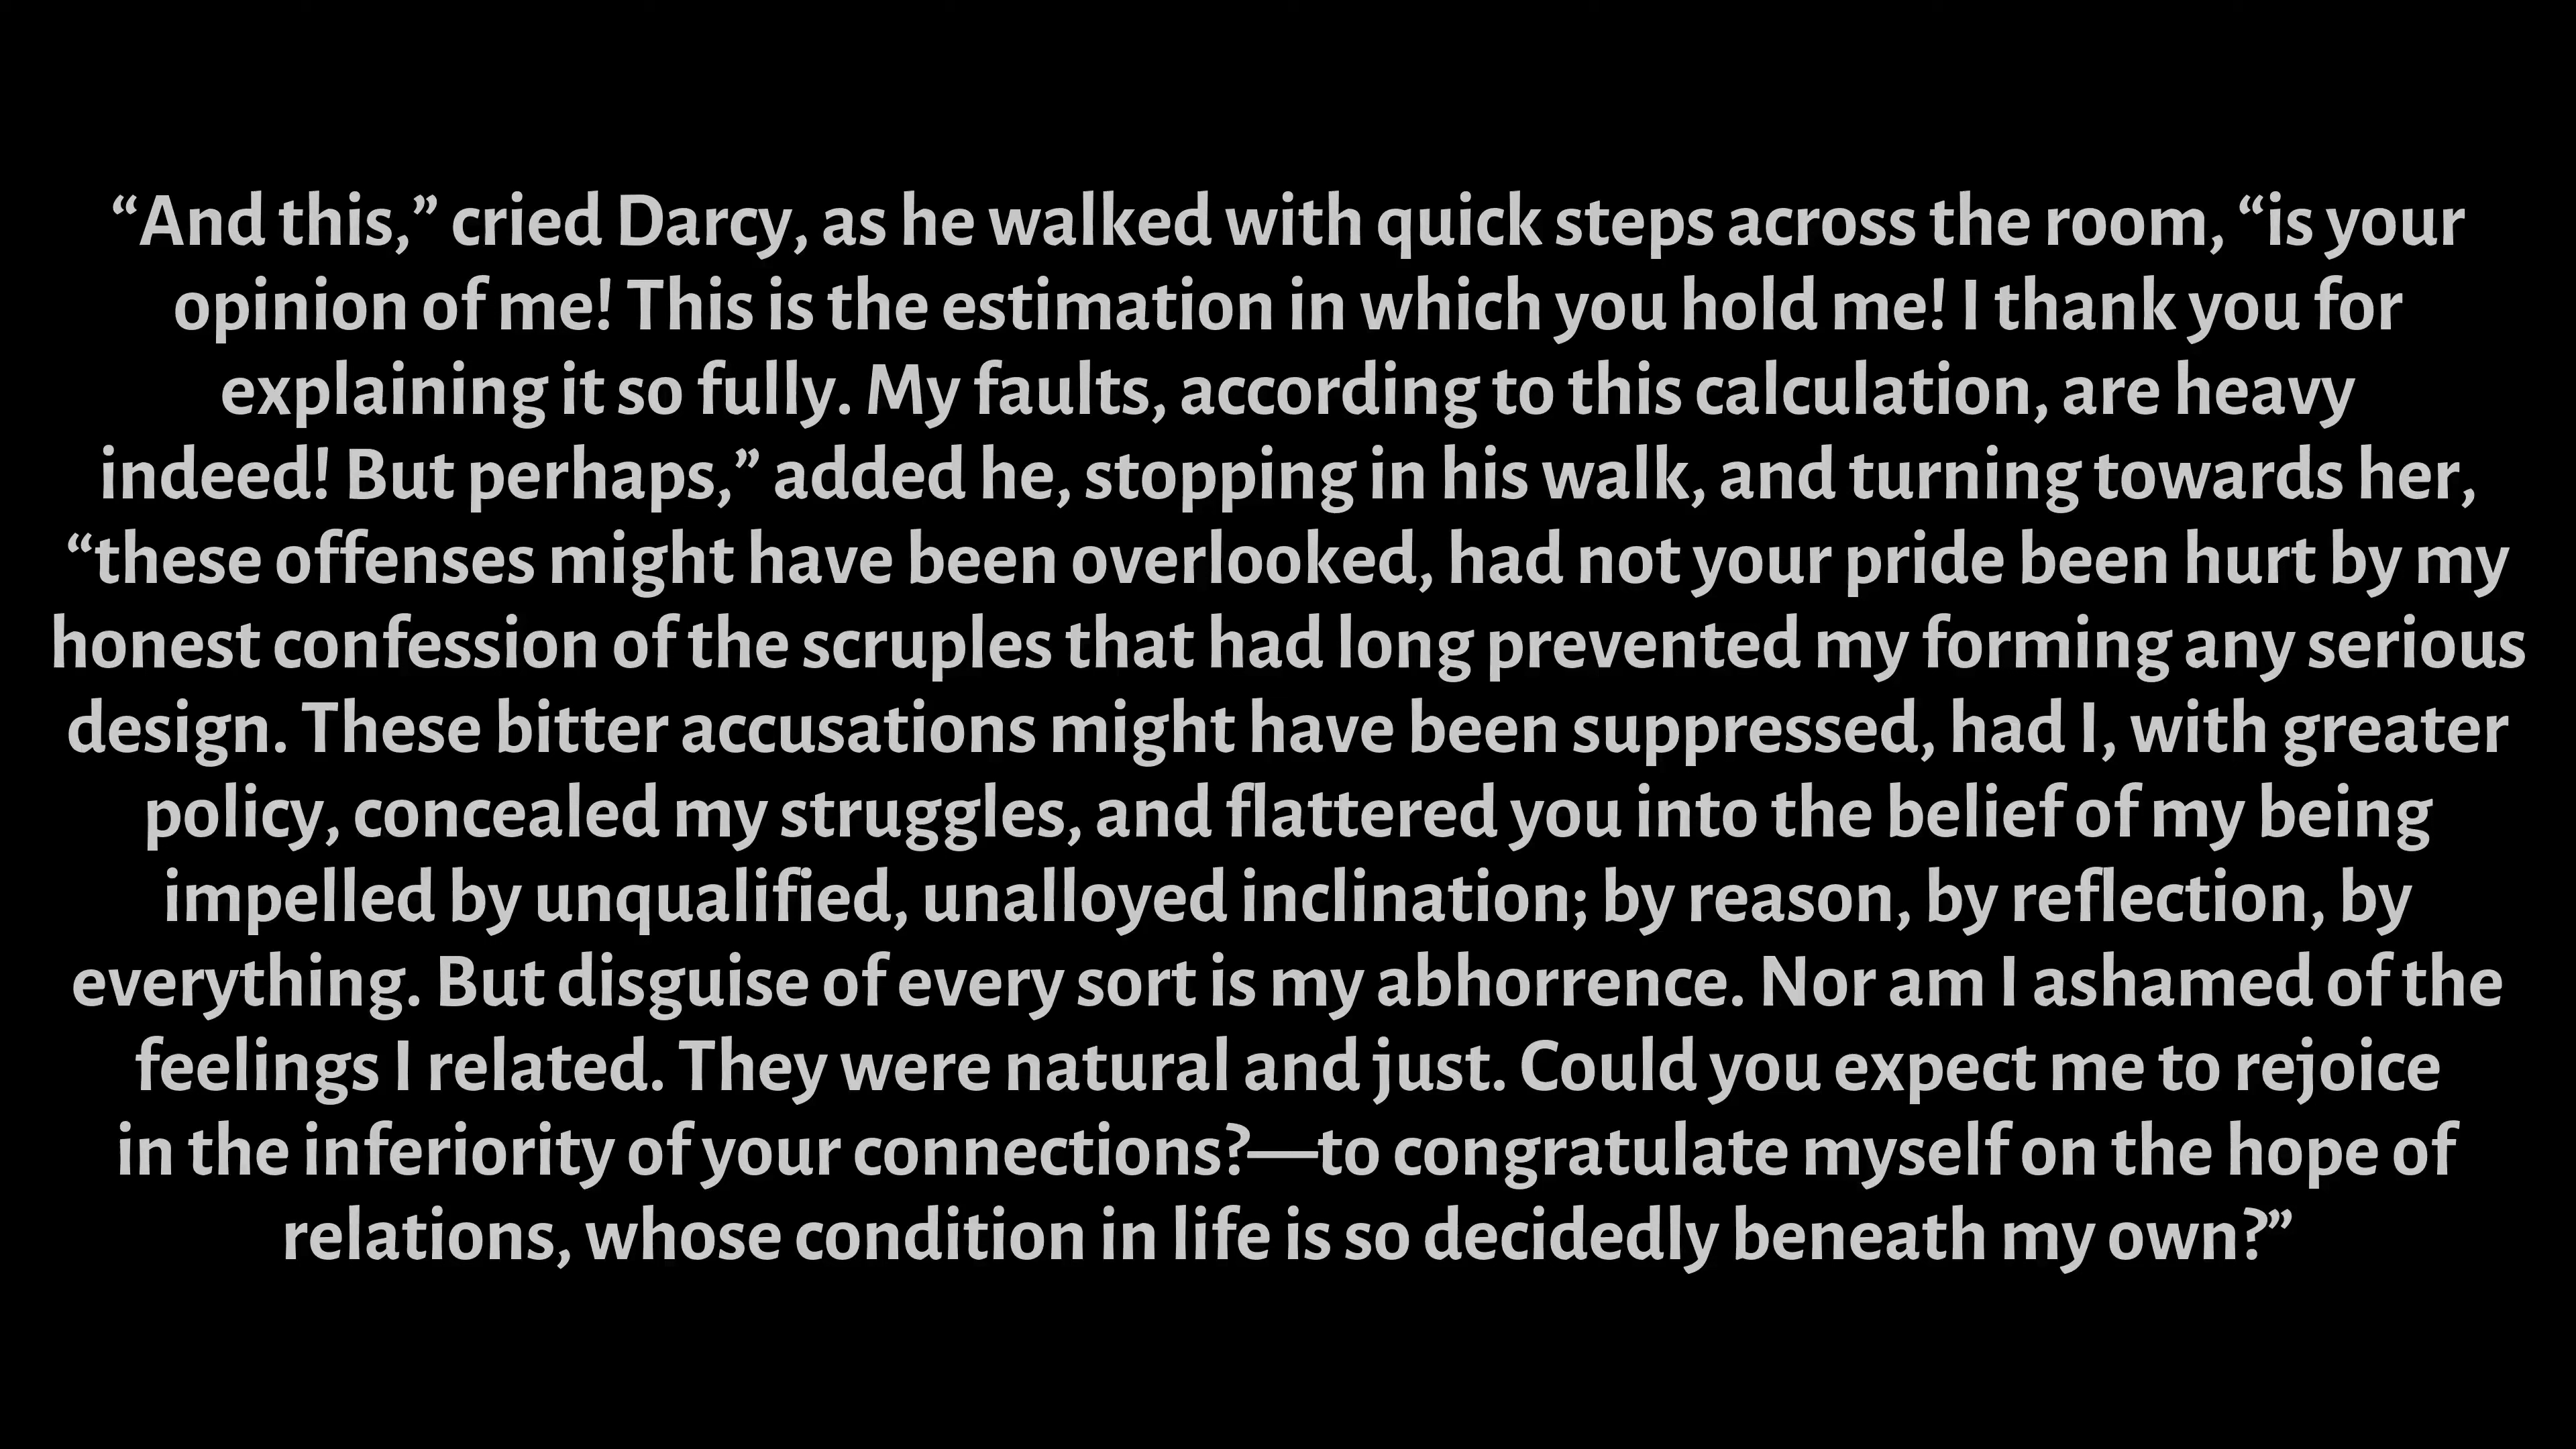 “And this,” cried Darcy, as he walked with quick steps across the room, “is your
opinion of me! This is the estimation in which you hold me! I thank you for
explaining it so fully. My faults, according to this calculation, are heavy
indeed! But perhaps,” added he, stopping in his walk, and turning towards her,
“these offenses might have been overlooked, had not your pride been hurt by my
honest confession of the scruples that had long prevented my forming any serious
design. These bitter accusations might have been suppressed, had I, with greater
policy, concealed my struggles, and flattered you into the belief of my being
impelled by unqualified, unalloyed inclination; by reason, by reflection, by
everything. But disguise of every sort is my abhorrence. Nor am I ashamed of the
feelings I related. They were natural and just. Could you expect me to rejoice
in the inferiority of your connections?—to congratulate myself on the hope of
relations, whose condition in life is so decidedly beneath my own?”